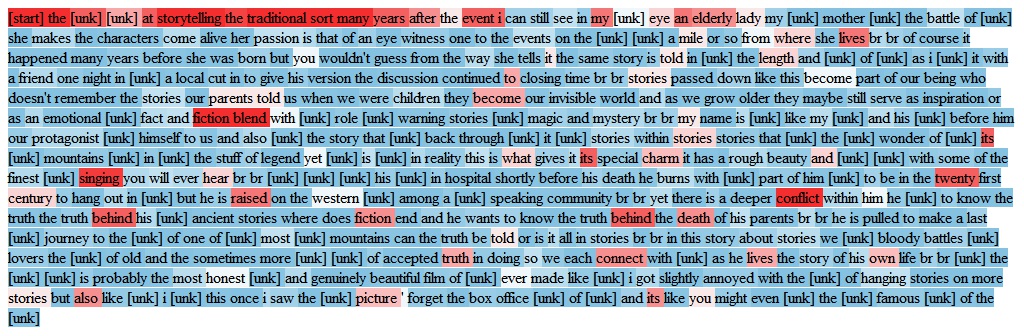 [start] the [unk] [unk] at storytelling the traditional sort many years after the event i can still see in my [unk] eye an elderly lady my [unk] mother [unk] the battle of [unk]
she makes the characters come alive her passion is that of an eye witness one to the events on the [unk] [unk] a mile or so from where she lives br br of course it
happened many years before she was born but you wouldn't guess from the way she tells it the same story is told in [unk] the length and [unk] of [unk] as i [unk] it with
a friend one night in [unk] a local cut in to give his version the discussion continued to closing time br br stories passed down like this become part of our being who
doesn't remember the stories our parents told us when we were children they become our invisible world and as we grow older they maybe still serve as inspiration or
as an emotional [unk] fact and fiction blend with [unk] role [unk] warning stories [unk] magic and mystery br br my name is [unk] like my [unk] and his [unk] before him
our protagonist [unk] himself to us and also [unk] the story that [unk] back through [unk] it [unk] stories within stories stories that [unk] the [unk] wonder of [unk] its
[unk] mountains [unk] in [unk] the stuff of legend yet [unk] is [unk] in reality this is what gives it its special charm it has a rough beauty and [unk] [unk] with some of the
finest [unk] singing you will ever hear br br [unk] [unk] [unk] his [unk] in hospital shortly before his death he burns with [unk] part of him [unk] to be in the twenty first
century to hang out in [unk] but he is raised on the western [unk] among a [unk] speaking community br br yet there is a deeper conflict within him he [unk] to know the
truth the truth behind his [unk] ancient stories where does fiction end and he wants to know the truth behind the death of his parents br br he is pulled to make a last
[unk] journey to the [unk] of one of [unk] most [unk] mountains can the truth be told or is it all in stories br br in this story about stories we [unk] bloody battles [unk]
lovers the [unk] of old and the sometimes more [unk] [unk] of accepted truth in doing so we each connect with [unk] as he lives the story of his own life br br [unk] the
[unk] [unk] is probably the most honest [unk] and genuinely beautiful film of [unk] ever made like [unk] i got slightly annoyed with the [unk] of hanging stories on more
stories but also like [unk] i [unk] this once i saw the [unk] picture ' forget the box office [unk] of [unk] and its like you might even [unk] the [unk] famous [unk] of the
[unk]